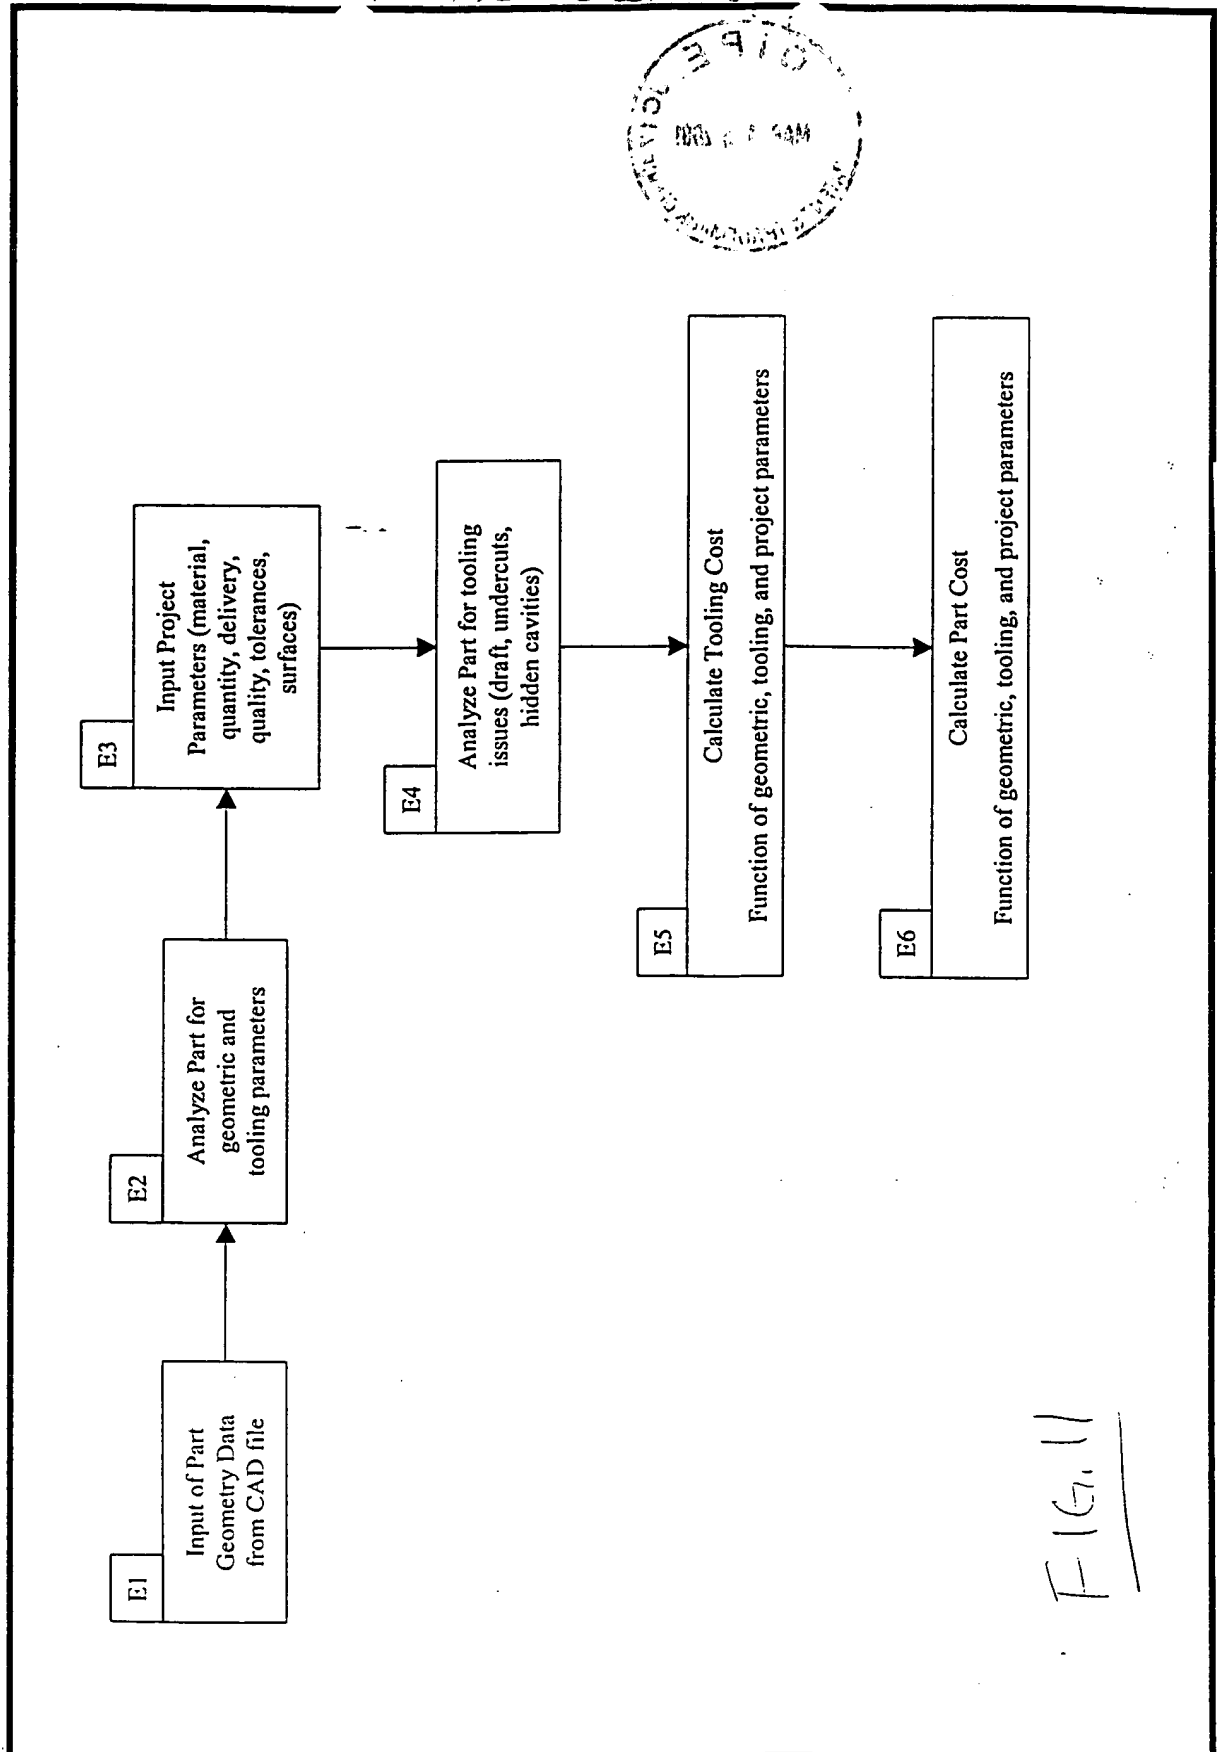 E1
Input of Part
Geometry Data
from CAD file
E2
Analyze Part for
geometric and
tooling parameters
E3
Input Project
Parameters (material,
quantity, delivery,
quality, tolerances,
surfaces)
E4
Analyze Part for tooling
issues (draft, undercuts,
hidden cavities)
E5
Calculate Tooling Cost
Function of geometric, tooling, and project parameters
E6
Calculate Part Cost
Function of geometric, tooling, and project parameters
FIG. 11
OIPE